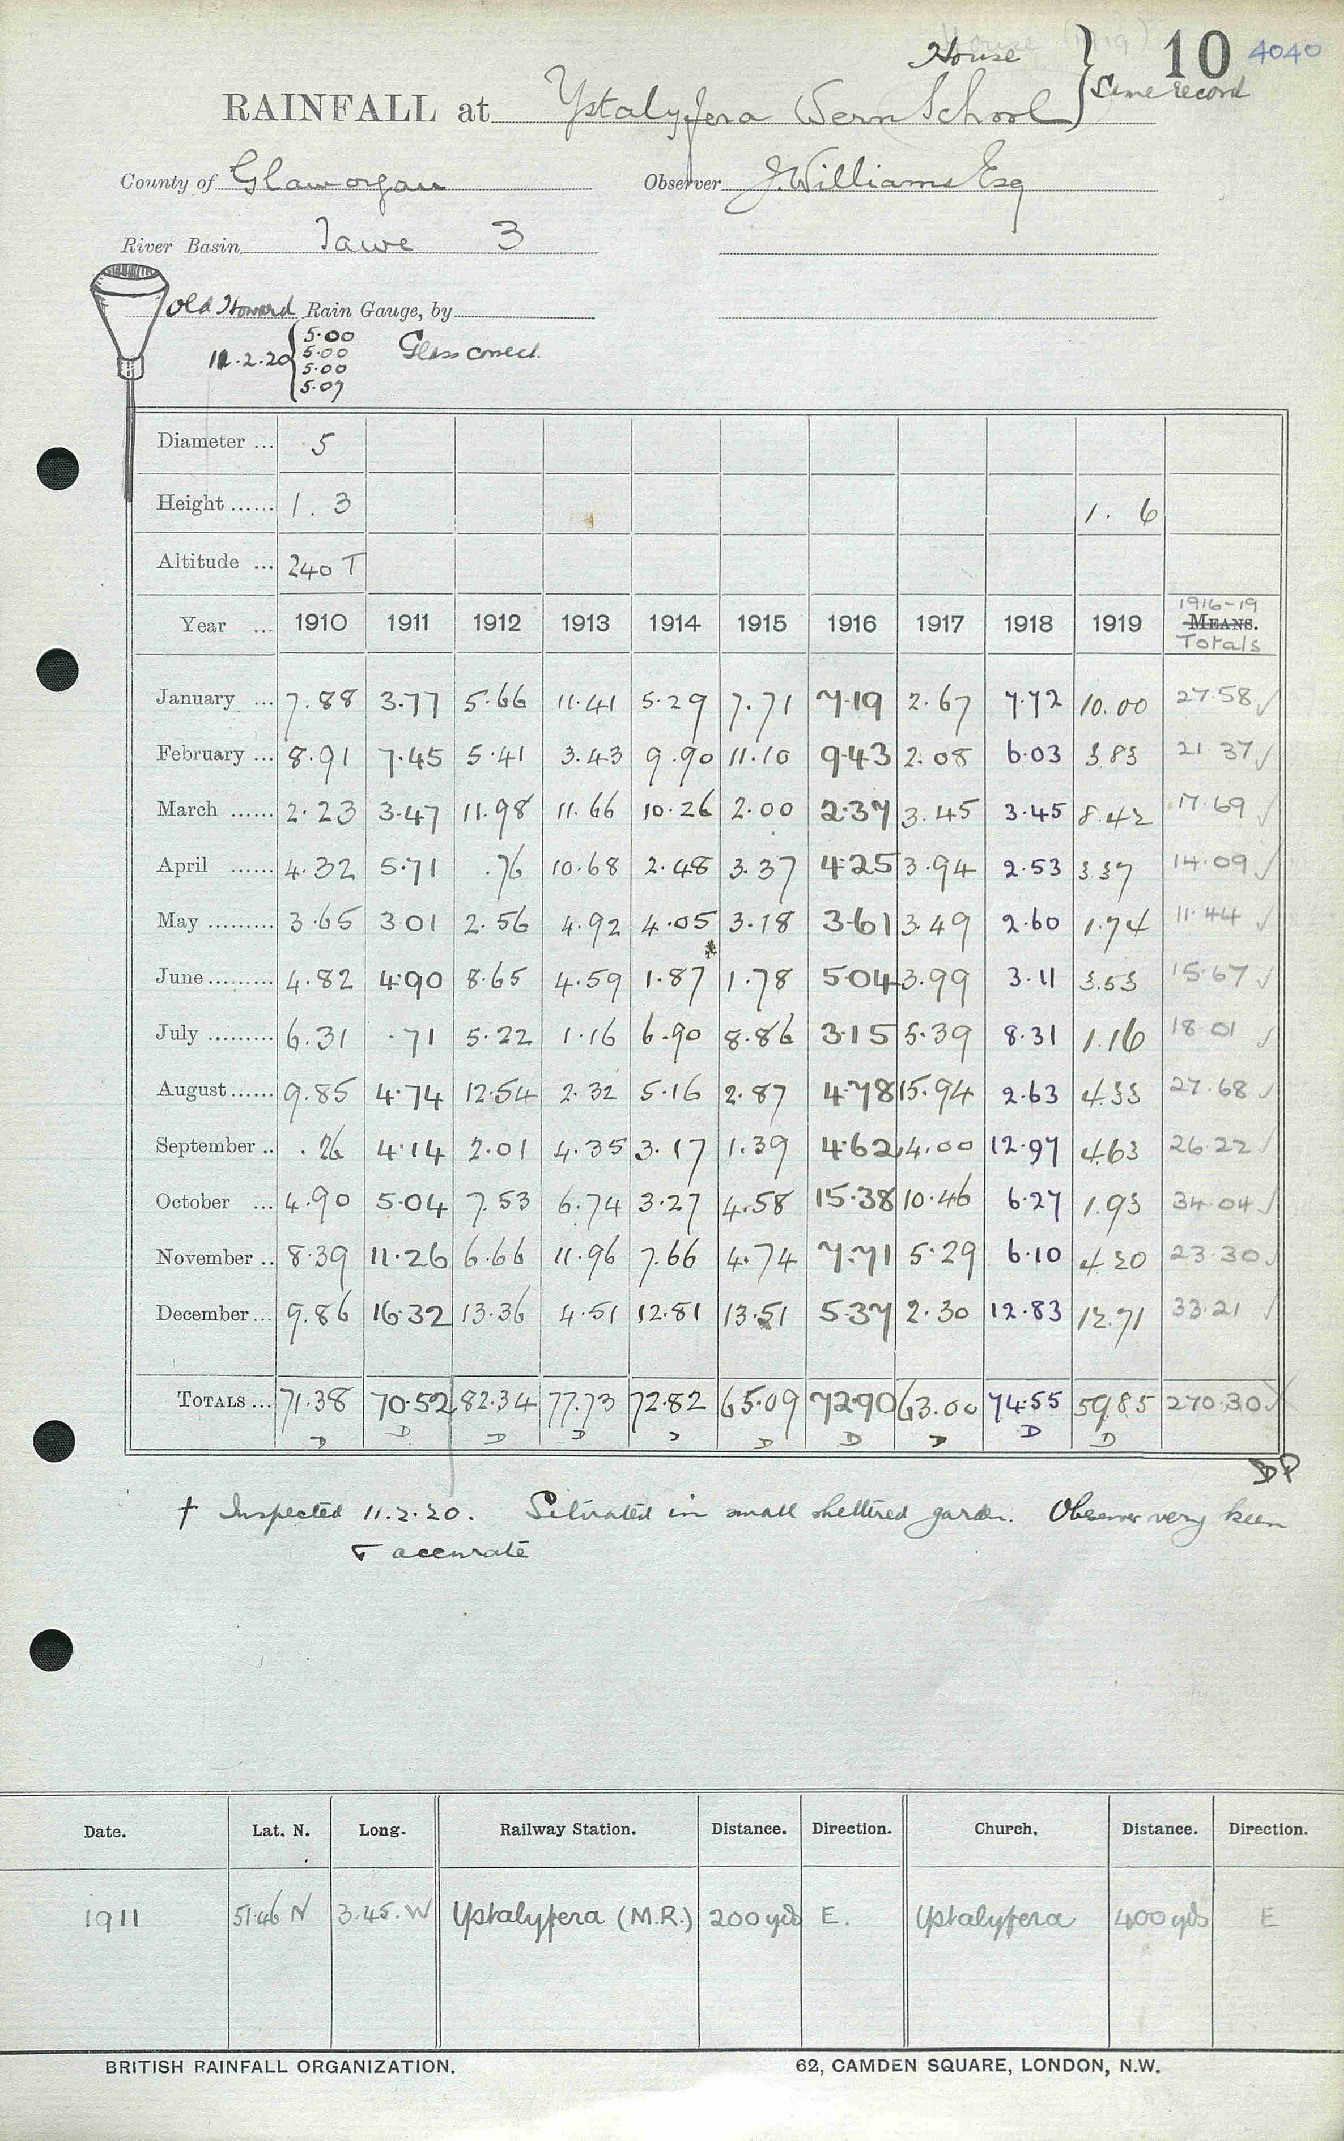 House 10 4040
RAINFALL at Ystalyfera Wern School } Same record
County of Glamorgan Observer J. Williams Esq
River Basin Tawe 3
Old Howard Rain Gauge, by
11.2.20 { 5.00 Glass correct.
5.00
5.00
5.07
Diameter ... 5
Height ...... 1. 3 1. 6
Altitude ... 240 T
Year ... 1910 1911 1912 1913 1914 1915 1916 1917 1918 1919 1916-19 MEANS. Totals
January ... 7.88 3.77 5.66 11.41 5.29 7.71 7.19 2.67 7.72 10.00 27.58 ✓
February ... 8.91 7.45 5.41 3.43 9.90 11.10 9.43 2.08 6.03 3.83 21 37 ✓
March ...... 2.23 3.47 11.98 11.66 10.26 2.00 2.37 3.45 3.45 8.42 17.69 ✓
April ...... 4.32 5.71 .76 10.68 2.48 3.37 4.25 3.94 2.53 3.37 14.09 ✓
May ......... 3.65 3.01 2.56 4.92 4.05 3.18 3.61 3.49 2.60 1.74 11.44 ✓
June ......... 4.82 4.90 8.65 4.59 1.87 * 1.78 5.04 3.99 3.11 3.53 15.67 ✓
July ......... 6.31 .71 5.22 1.16 6.90 8.86 3.15 5.39 8.31 1.16 18.01 ✓
August ...... 9.85 4.74 12.54 2.32 5.16 2.87 4.78 15.94 2.63 4.33 27.68 ✓
September .. .26 4.14 2.01 4.35 3.17 1.39 4.62 4.00 12.97 4.63 26.22 ✓
October ... 4.90 5.04 7.53 6.74 3.27 4.58 15.38 10.46 6.27 1.93 34.04 ✓
November .. 8.39 11.26 6.66 11.96 7.66 4.74 7.71 5.29 6.10 4.20 23.30 ✓
December ... 9.86 16.32 13.36 4.51 12.81 13.51 5.37 2.30 12.83 12.71 33.21 ✓
TOTALS ... 71.38 70.52 82.34 77.73 72.82 65.09 72.90 63.00 74.55 59.85 270.30 ✓
D D D D D D D D D D
DP
† Inspected 11.2.20. Situated in small sheltered garden. Observer very keen
& accurate
Date. Lat. N. Long. Railway Station. Distance. Direction. Church. Distance. Direction.
1911 51.46 N 3.45.W Ystalyfera (M.R.) 200 yds E. Ystalyfera 400 yds E
BRITISH RAINFALL ORGANIZATION. 62, CAMDEN SQUARE, LONDON, N.W.